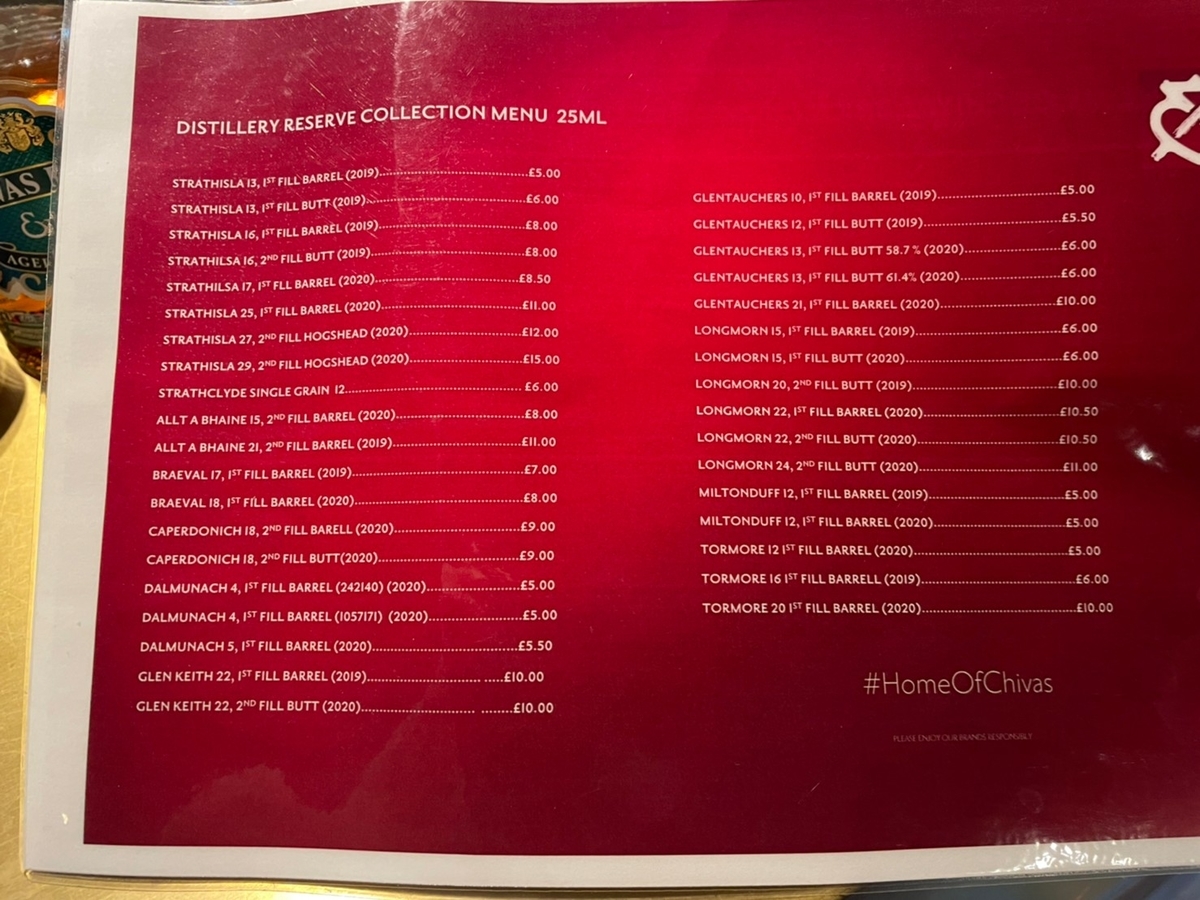 DISTILLERY RESERVE COLLECTION MENU 25ML
STRATHISLA 13, 1ST FILL BARREL (2019)..........£5.00
STRATHISLA 13, 1ST FILL BUTT (2019)..........£6.00
STRATHISLA 16, 1ST FILL BARREL (2019)..........£8.00
STRATHILSA 16, 2ND FILL BUTT (2019)..........£8.00
STRATHILSA 17, 1ST FLL BARREL (2020)..........£8.50
STRATHISLA 25, 1ST FILL BARREL (2020)..........£11.00
STRATHISLA 27, 2ND FILL HOGSHEAD (2020)..........£12.00
STRATHISLA 29, 2ND FILL HOGSHEAD (2020)..........£15.00
STRATHCLYDE SINGLE GRAIN 12..........£6.00
ALLT A BHAINE 15, 2ND FILL BARREL (2020)..........£8.00
ALLT A BHAINE 21, 2ND FILL BARREL (2019)..........£11.00
BRAEVAL 17, 1ST FILL BARREL (2019)..........£7.00
BRAEVAL 18, 1ST FILL BARREL (2020)..........£8.00
CAPERDONICH 18, 2ND FILL BARELL (2020)..........£9.00
CAPERDONICH 18, 2ND FILL BUTT(2020)..........£9.00
DALMUNACH 4, 1ST FILL BARREL (242140) (2020)..........£5.00
DALMUNACH 4, 1ST FILL BARREL (1057171) (2020)..........£5.00
DALMUNACH 5, 1ST FILL BARREL (2020)..........£5.50
GLEN KEITH 22, 1ST FILL BARREL (2019).......... .....£10.00
GLEN KEITH 22, 2ND FILL BUTT (2020).......... ........£10.00
GLENTAUCHERS 10, 1ST FILL BARREL (2019)..........£5.00
GLENTAUCHERS 12, 1ST FILL BUTT (2019)..........£5.50
GLENTAUCHERS 13, 1ST FILL BUTT 58.7 % (2020)..........£6.00
GLENTAUCHERS 13, 1ST FILL BUTT 61.4% (2020)..........£6.00
GLENTAUCHERS 21, 1ST FILL BARREL (2020)..........£10.00
LONGMORN 15, 1ST FILL BARREL (2019)..........£6.00
LONGMORN 15, 1ST FILL BUTT (2020)..........£6.00
LONGMORN 20, 2ND FILL BUTT (2019)..........£10.00
LONGMORN 22, 1ST FILL BARREL (2020)..........£10.50
LONGMORN 22, 2ND FILL BUTT (2020)..........£10.50
LONGMORN 24, 2ND FILL BUTT (2020)..........£11.00
MILTONDUFF 12, 1ST FILL BARREL (2019)..........£5.00
MILTONDUFF 12, 1ST FILL BARREL (2020)..........£5.00
TORMORE 12 1ST FILL BARREL (2020)..........£5.00
TORMORE 16 1ST FILL BARRELL (2019)..........£6.00
TORMORE 20 1ST FILL BARREL (2020)..........£10.00
#HomeOfChivas
PLEASE ENJOY OUR BRANDS RESPONSIBLY